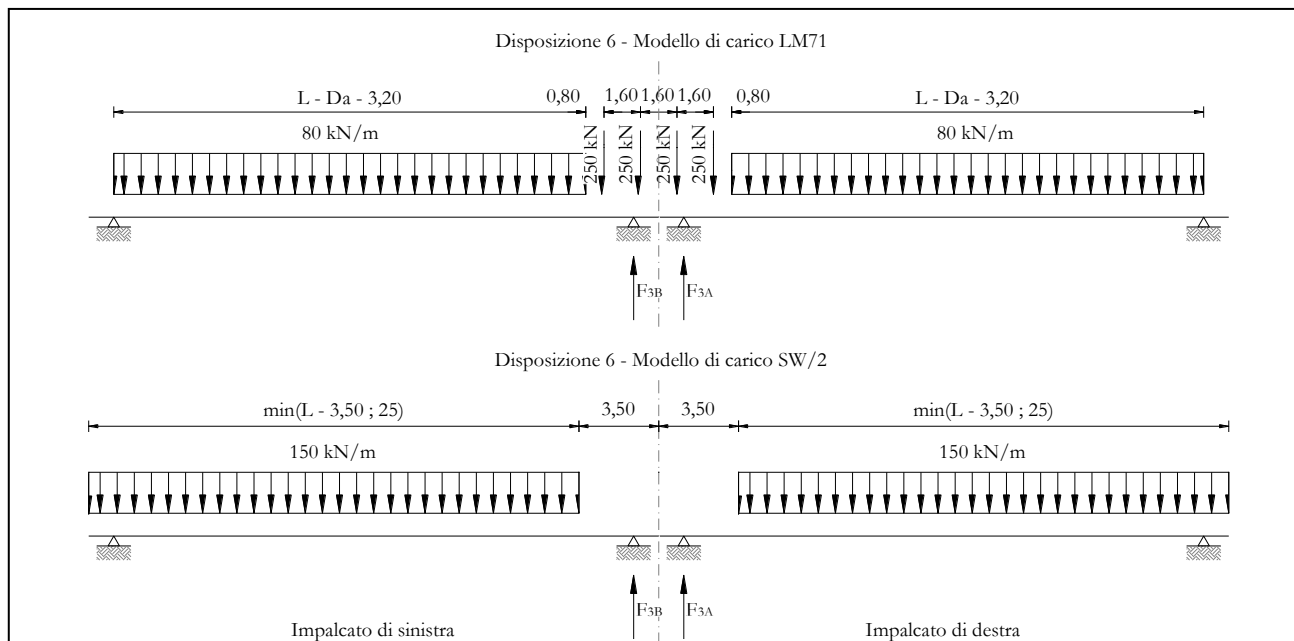 Disposizione 6 - Modello di carico LM71
L - Da - 3,20 0,80 1,60 1,60 1,60 0,80 L - Da - 3,20
80 kN/m 250 kN 250 kN 250 kN 250 kN 80 kN/m
F3B F3A
Disposizione 6 - Modello di carico SW/2
min(L - 3,50 ; 25) 3,50 3,50 min(L - 3,50 ; 25)
150 kN/m 150 kN/m
F3B F3A
Impalcato di sinistra Impalcato di destra